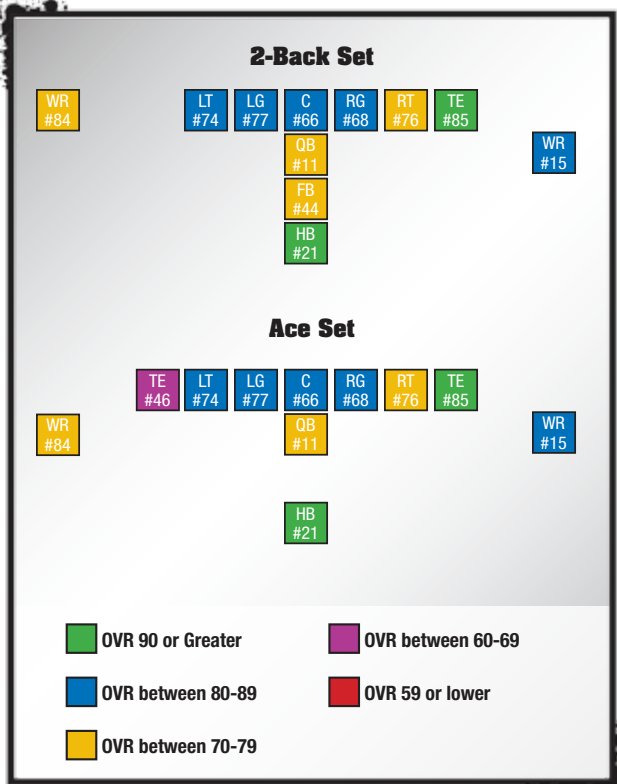 2-Back Set
WR LT LG C RG RT TE
#84 #74 #77 #66 #68 #76 #85
QB WR
#11 #15
FB
#44
HB
#21
Ace Set
TE LT LG C RG RT TE
#46 #74 #77 #66 #68 #76 #85
WR QB WR
#84 #11 #15
HB
#21
OVR 90 or Greater OVR between 60-69
OVR between 80-89 OVR 59 or lower
OVR between 70-79